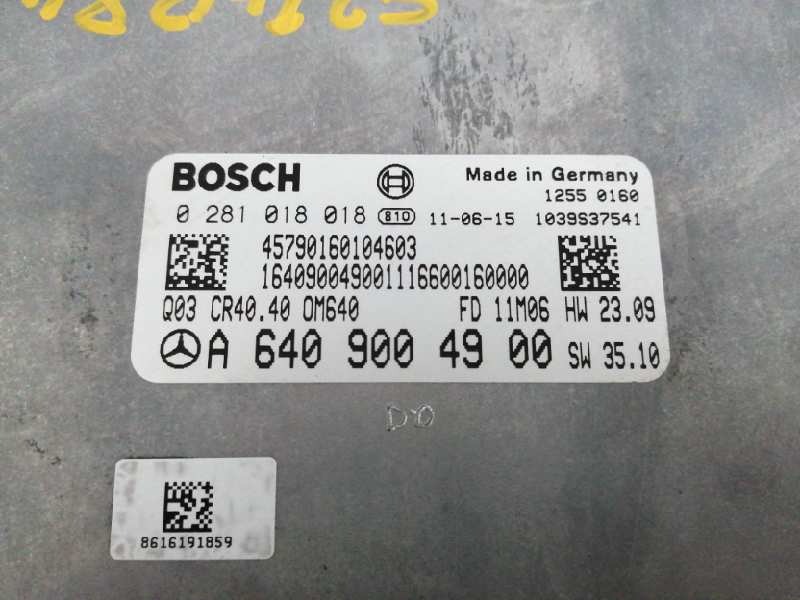 BOSCH Made in Germany
1255 0160
0 281 018 018 810 11-06-15 1039S37541
45790160104603
164090049001116600160000
Q03 CR40.40 OM640 FD 11M06 HW 23.09
A 640 900 49 00 SW 35.10
DO
8616191859